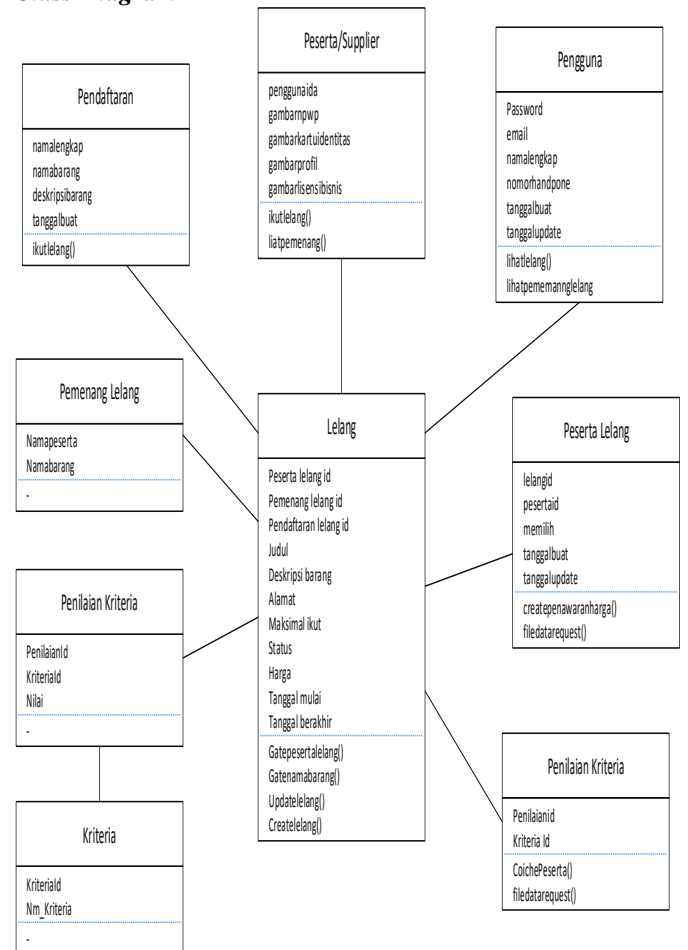 Peserta/Supplier
penggunaida
gambarnpwp
gambarkartuidentitas
gambarprofil
gambarlisensibisnis
ikutlelang()
liatpemenang()
Pengguna
Password
email
namalengkap
nomorhandpone
tanggalbuat
tanggalupdate
lihatlelang()
lihatpememannglelang
Pendaftaran
namalengkap
namabarang
deskripsibarang
tanggalbuat
ikutlelang()
Pemenang Lelang
Namapeserta
Namabarang
-
Lelang
Peserta lelang id
Pemenang lelang id
Pendaftaran lelang id
Judul
Deskripsi barang
Alamat
Maksimal ikut
Status
Harga
Tanggal mulai
Tanggal berakhir
Gatepesertalelang()
Gatenamabarang()
Updatelelang()
Createlelang()
Peserta Lelang
lelangid
pesertaid
memilih
tanggalbuat
tanggalupdate
createpenawaranharga()
filedatarequest()
Penilaian Kriteria
PenilaianId
KriteriaId
Nilai
-
Penilaian Kriteria
Penilaianid
Kriteria Id
CoichePeserta()
filedatarequest()
Kriteria
KriteriaId
Nm_Kriteria
-